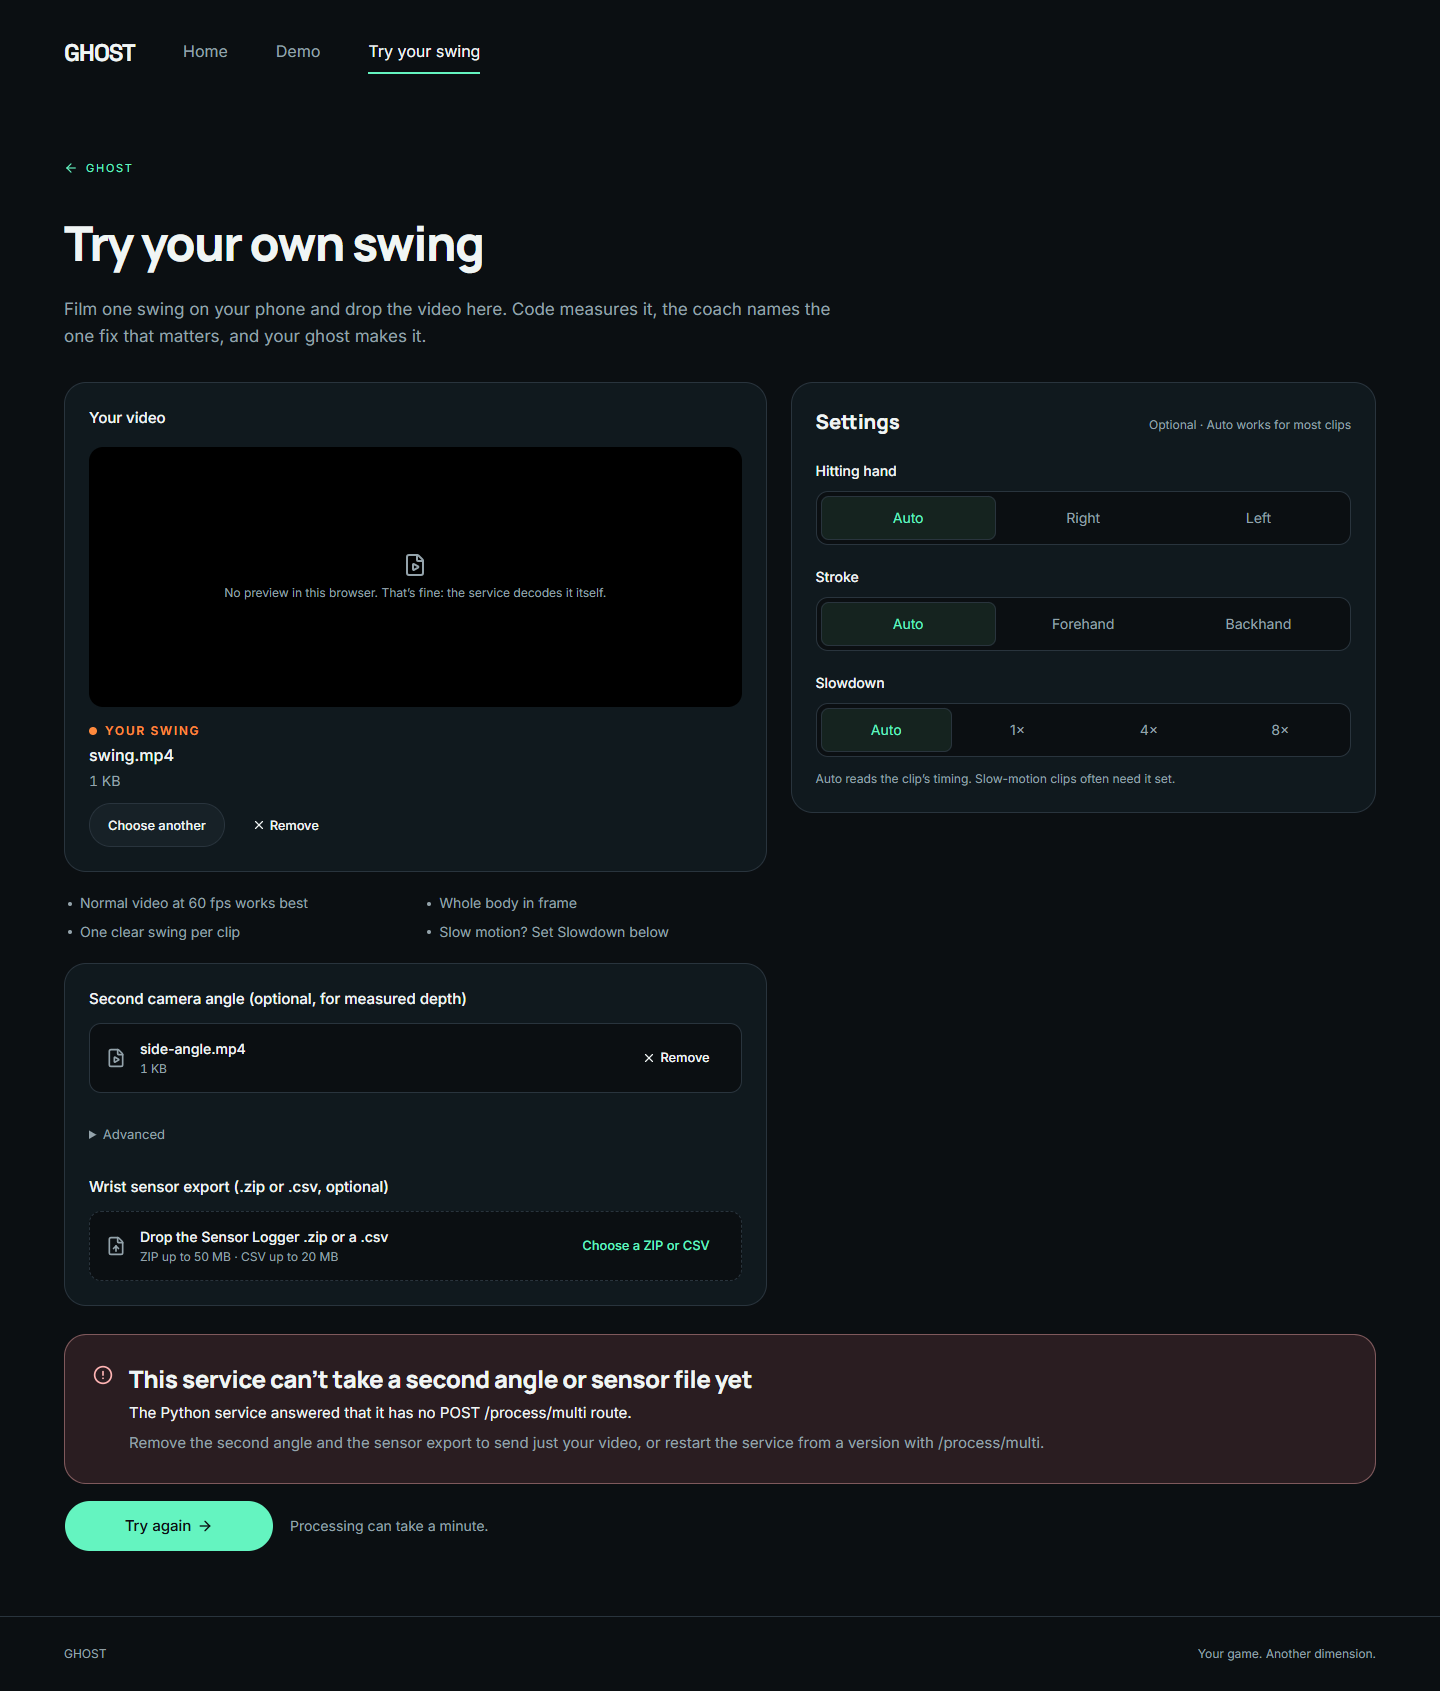 GHOST
Home
Demo
Try your swing
GHOST
Try your own swing
Film one swing on your phone and drop the video here. Code measures it, the coach names the
one fix that matters, and your ghost makes it.
Your video
No preview in this browser. That’s fine: the service decodes it itself.
YOUR SWING
swing.mp4
1 KB
Choose another
Remove
Settings
Optional · Auto works for most clips
Hitting hand
Auto
Right
Left
Stroke
Auto
Forehand
Backhand
Slowdown
Auto
1×
4×
8×
Auto reads the clip’s timing. Slow-motion clips often need it set.
• Normal video at 60 fps works best
• Whole body in frame
• One clear swing per clip
• Slow motion? Set Slowdown below
Second camera angle (optional, for measured depth)
side-angle.mp4
1 KB
Remove
Advanced
Wrist sensor export (.zip or .csv, optional)
Drop the Sensor Logger .zip or a .csv
ZIP up to 50 MB · CSV up to 20 MB
Choose a ZIP or CSV
This service can’t take a second angle or sensor file yet
The Python service answered that it has no POST /process/multi route.
Remove the second angle and the sensor export to send just your video, or restart the service from a version with /process/multi.
Try again
Processing can take a minute.
GHOST
Your game. Another dimension.